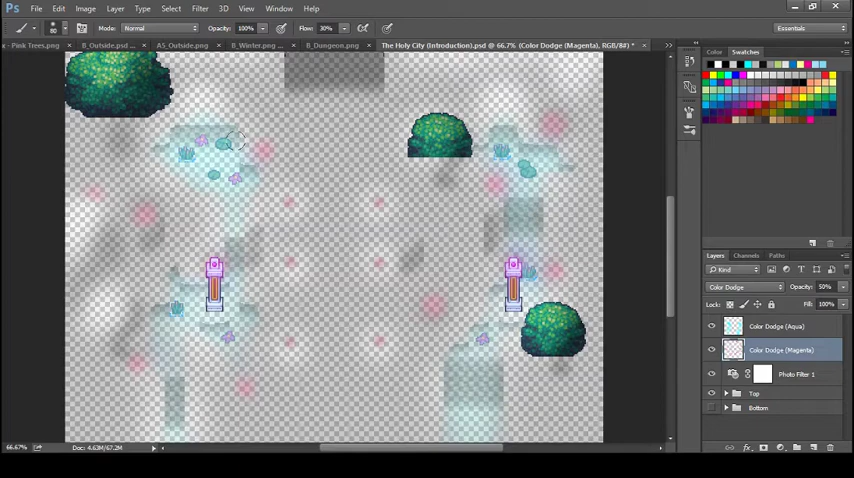 Ps File Edit Image Layer Type Select Filter 3D View Window Help
80 Mode: Normal Opacity: 100% Flow: 30% Essentials
- Pink Trees.png × B_Outside.psd ... × A5_Outside.png × B_Winter.png ... × B_Dungeon.png × The Holy City (Introduction).psd @ 66.7% (Color Dodge (Magenta), RGB/8#) * ×
Color Swatches
Layers Channels Paths
Kind
Color Dodge Opacity: 50%
Lock: Fill: 100%
Color Dodge (Aqua)
Color Dodge (Magenta)
Photo Filter 1
Top
Bottom
66.67% Doc: 4.63M/67.2M
fx